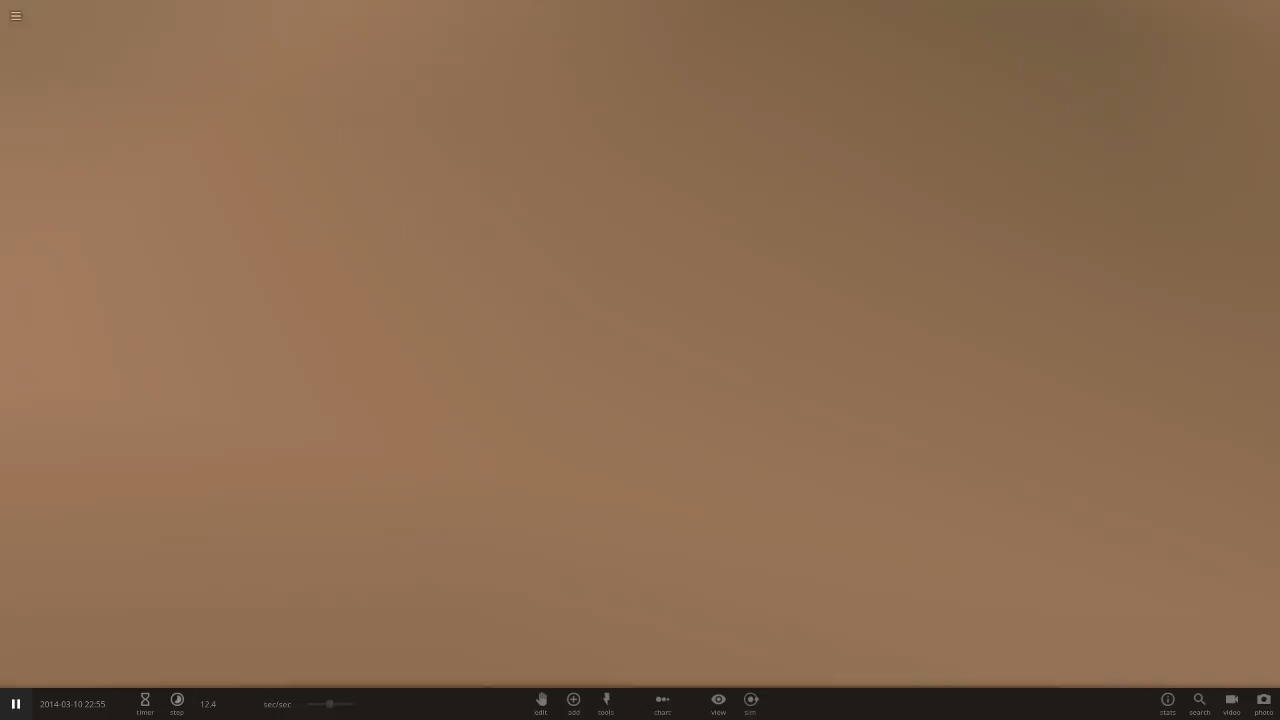 2014-03-10 22:55 timer step 12.4 sec/sec edit add tools chart view sim stats search video photo